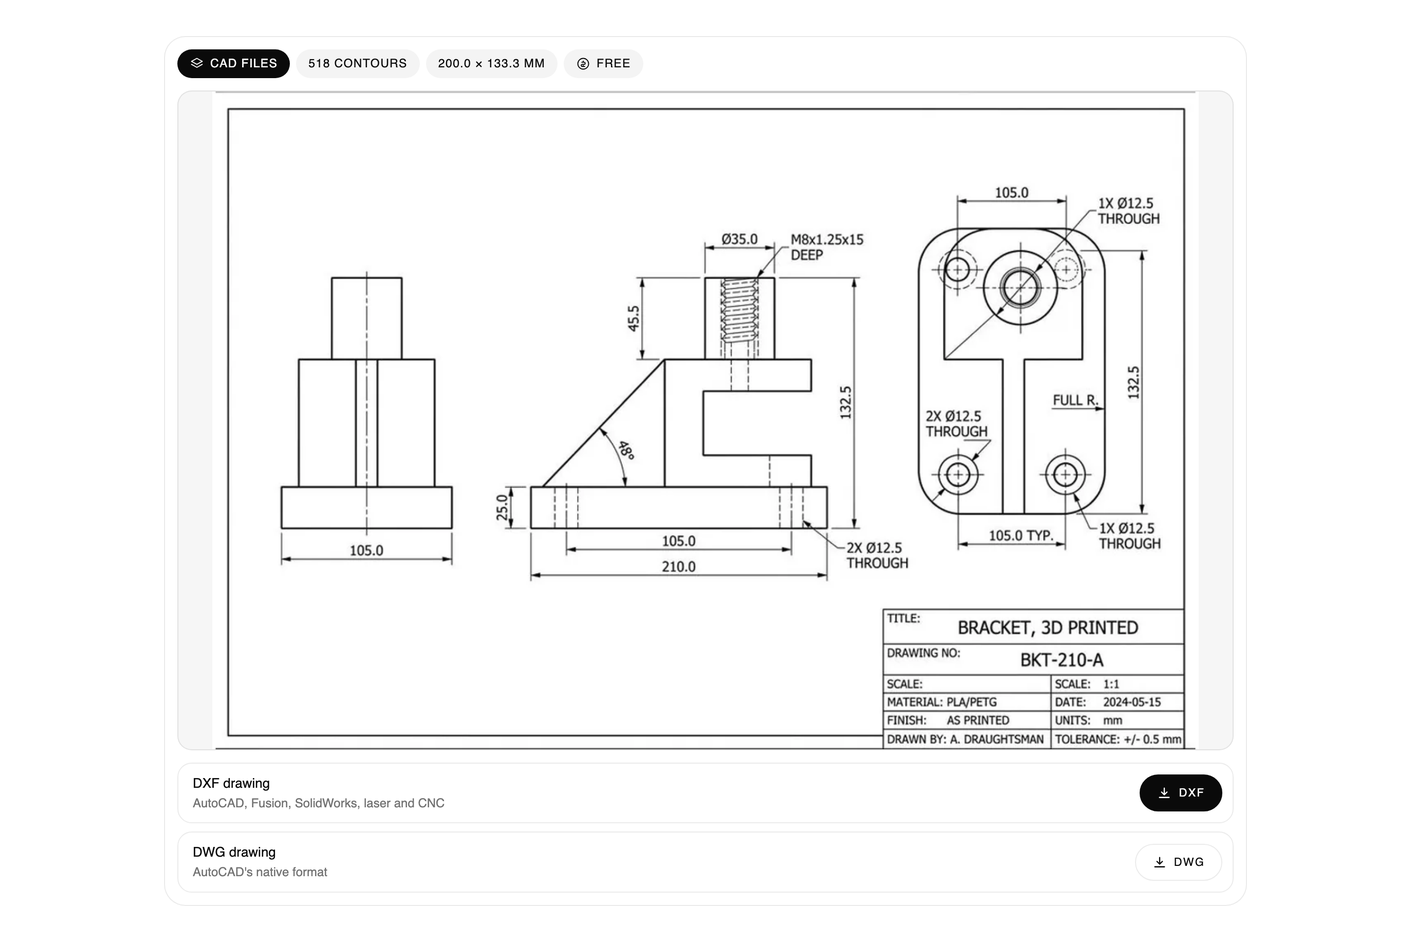 CAD FILES
518 CONTOURS
200.0 × 133.3 MM
FREE
105.0
1X Ø12.5
THROUGH
Ø35.0
M8x1.25x15
DEEP
45.5
132.5
132.5
FULL R.
2X Ø12.5
THROUGH
48°
25.0
105.0
105.0
210.0
2X Ø12.5
THROUGH
105.0 TYP.
1X Ø12.5
THROUGH
TITLE:
BRACKET, 3D PRINTED
DRAWING NO:
BKT-210-A
SCALE:
SCALE: 1:1
MATERIAL: PLA/PETG
DATE: 2024-05-15
FINISH: AS PRINTED
UNITS: mm
DRAWN BY: A. DRAUGHTSMAN
TOLERANCE: +/- 0.5 mm
DXF drawing
AutoCAD, Fusion, SolidWorks, laser and CNC
DXF
DWG drawing
AutoCAD's native format
DWG